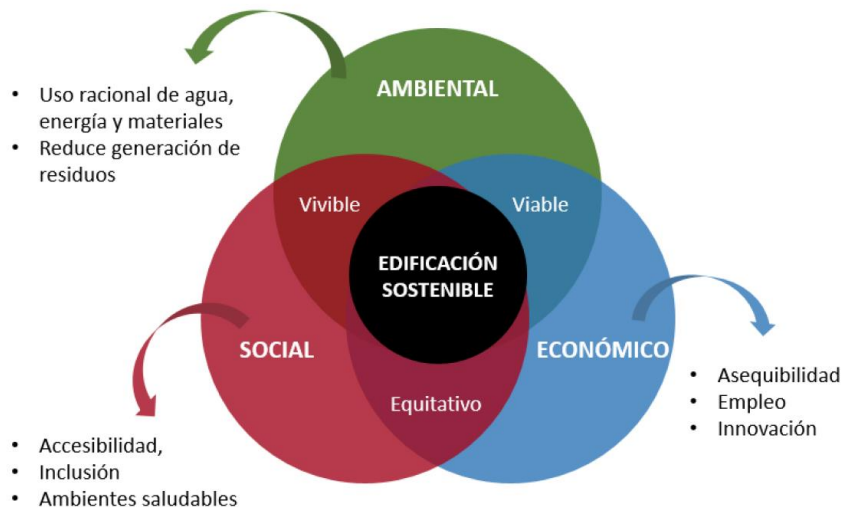 AMBIENTAL
• Uso racional de agua,
energía y materiales
• Reduce generación de
residuos
Vivible
Viable
EDIFICACIÓN
SOSTENIBLE
SOCIAL
ECONÓMICO
Equitativo
• Asequibilidad
• Empleo
• Innovación
• Accesibilidad,
• Inclusión
• Ambientes saludables